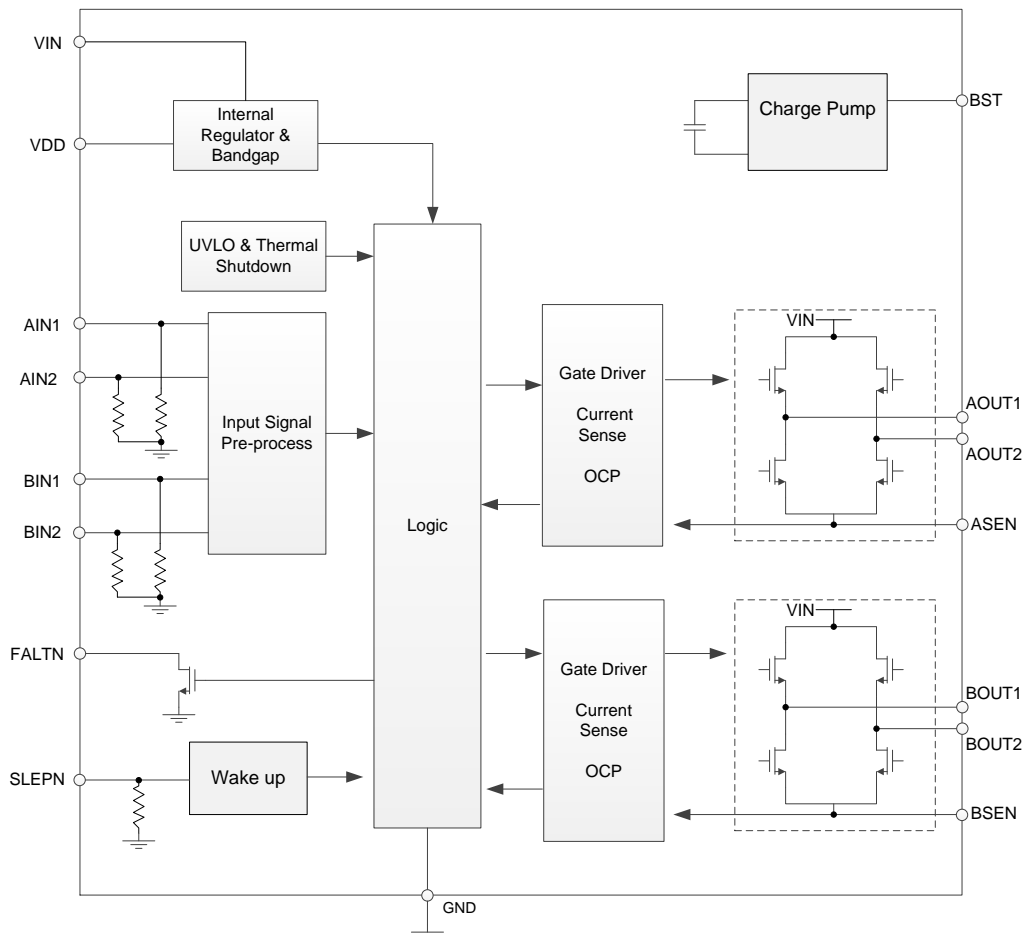 VIN
VDD
Internal
Regulator &
Bandgap
Charge Pump
BST
UVLO & Thermal
Shutdown
AIN1
AIN2
BIN1
BIN2
Input Signal
Pre-process
Logic
Gate Driver
Current
Sense
OCP
VIN
AOUT1
AOUT2
ASEN
FALTN
SLEPN
Wake up
Gate Driver
Current
Sense
OCP
VIN
BOUT1
BOUT2
BSEN
GND